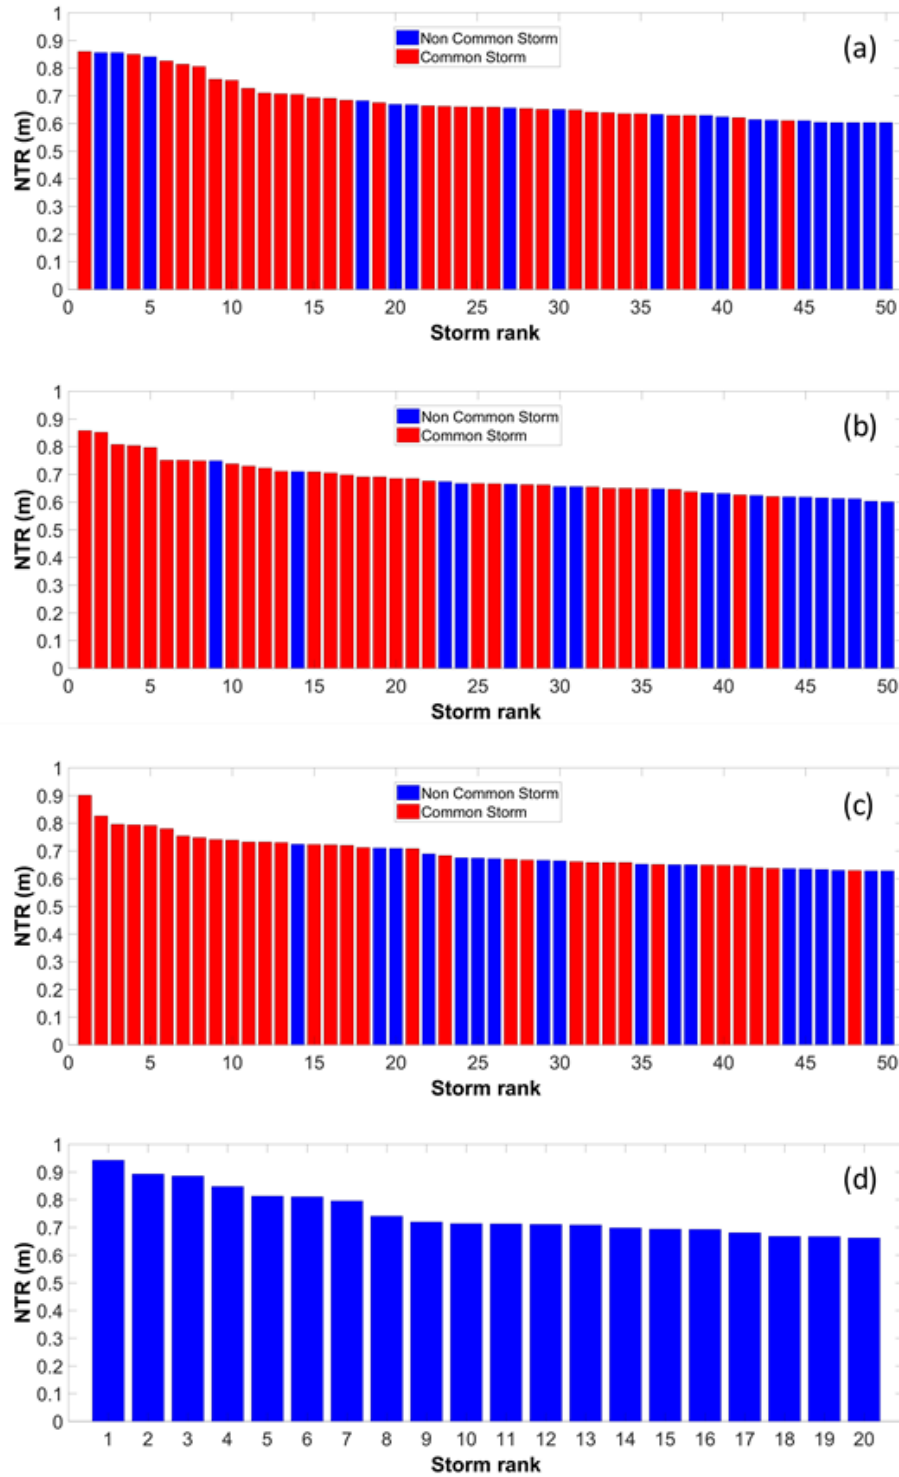 1
0.9
0.8
0.7
0.6
0.5
0.4
0.3
0.2
0.1
0
NTR (m)
Non Common Storm
Common Storm
(a)
0 5 10 15 20 25 30 35 40 45 50
Storm rank
1
0.9
0.8
0.7
0.6
0.5
0.4
0.3
0.2
0.1
0
NTR (m)
Non Common Storm
Common Storm
(b)
0 5 10 15 20 25 30 35 40 45 50
Storm rank
1
0.9
0.8
0.7
0.6
0.5
0.4
0.3
0.2
0.1
0
NTR (m)
Non Common Storm
Common Storm
(c)
0 5 10 15 20 25 30 35 40 45 50
Storm rank
1
0.9
0.8
0.7
0.6
0.5
0.4
0.3
0.2
0.1
0
NTR (m)
(d)
1 2 3 4 5 6 7 8 9 10 11 12 13 14 15 16 17 18 19 20
Storm rank